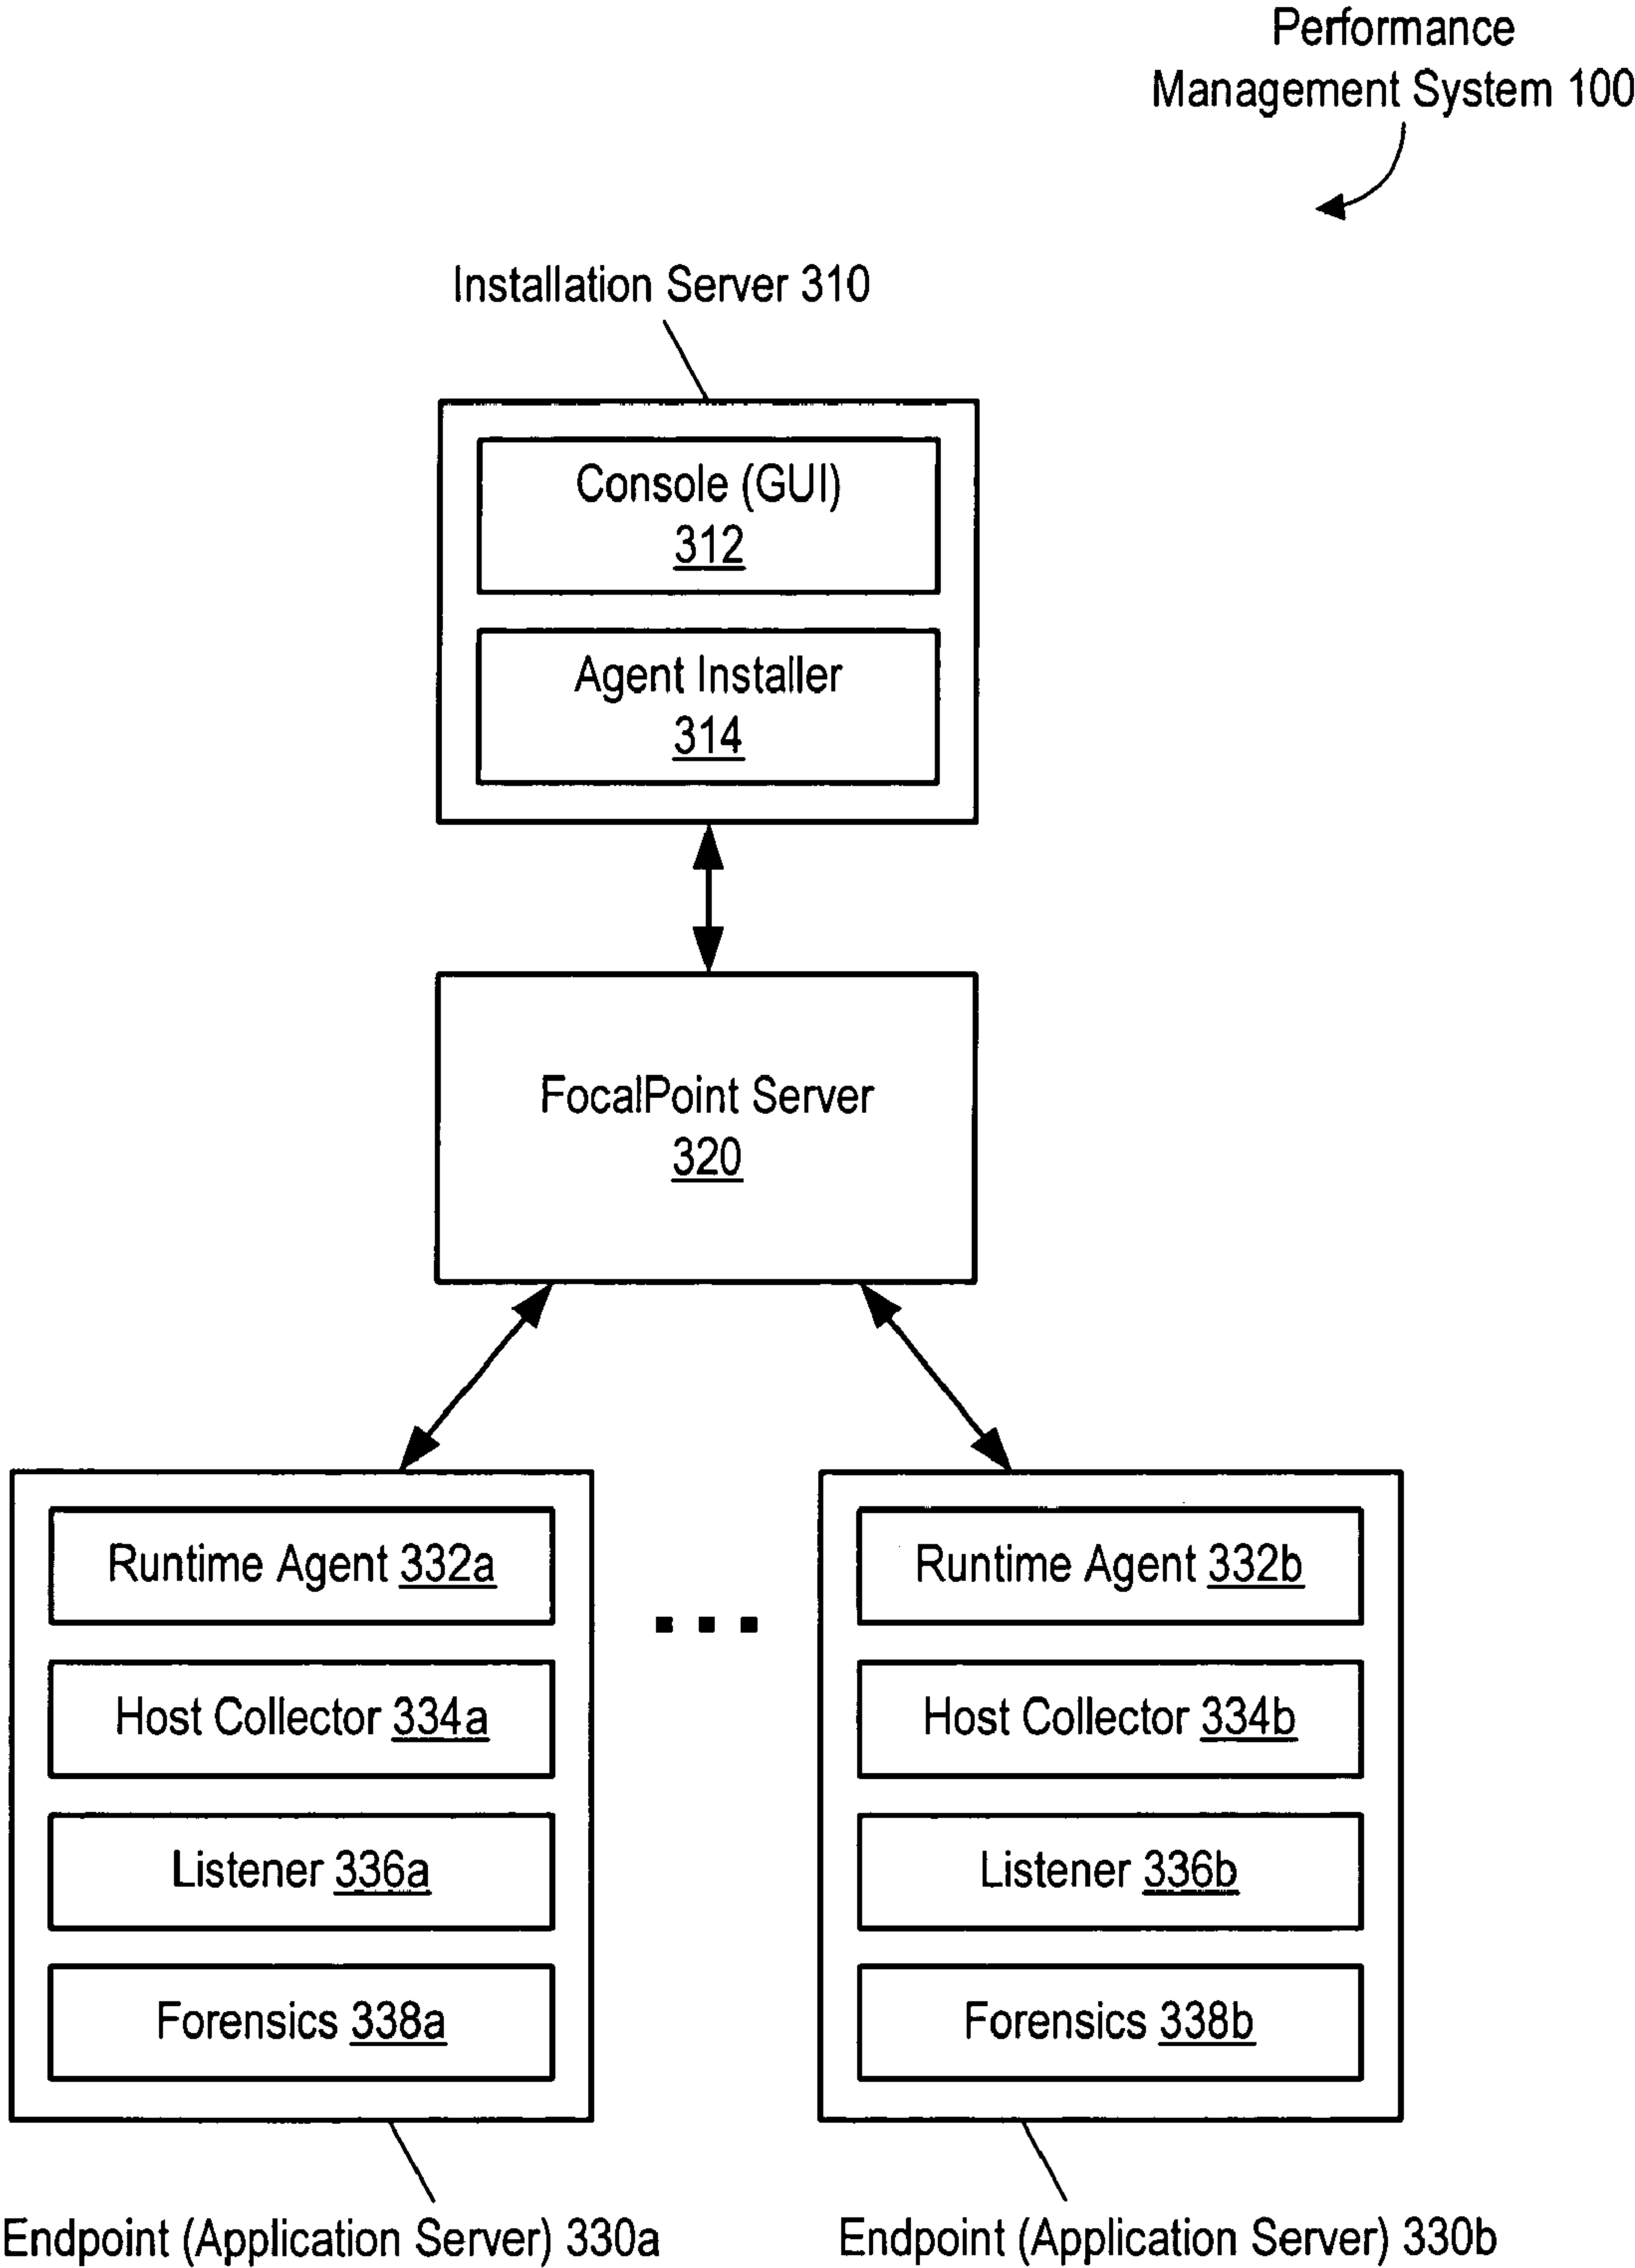 Performance
Management System 100
Installation Server 310
Console (GUI)
312
Agent Installer
314
FocalPoint Server
320
Runtime Agent 332a
Host Collector 334a
Listener 336a
Forensics 338a
Runtime Agent 332b
Host Collector 334b
Listener 336b
Forensics 338b
Endpoint (Application Server) 330a
Endpoint (Application Server) 330b